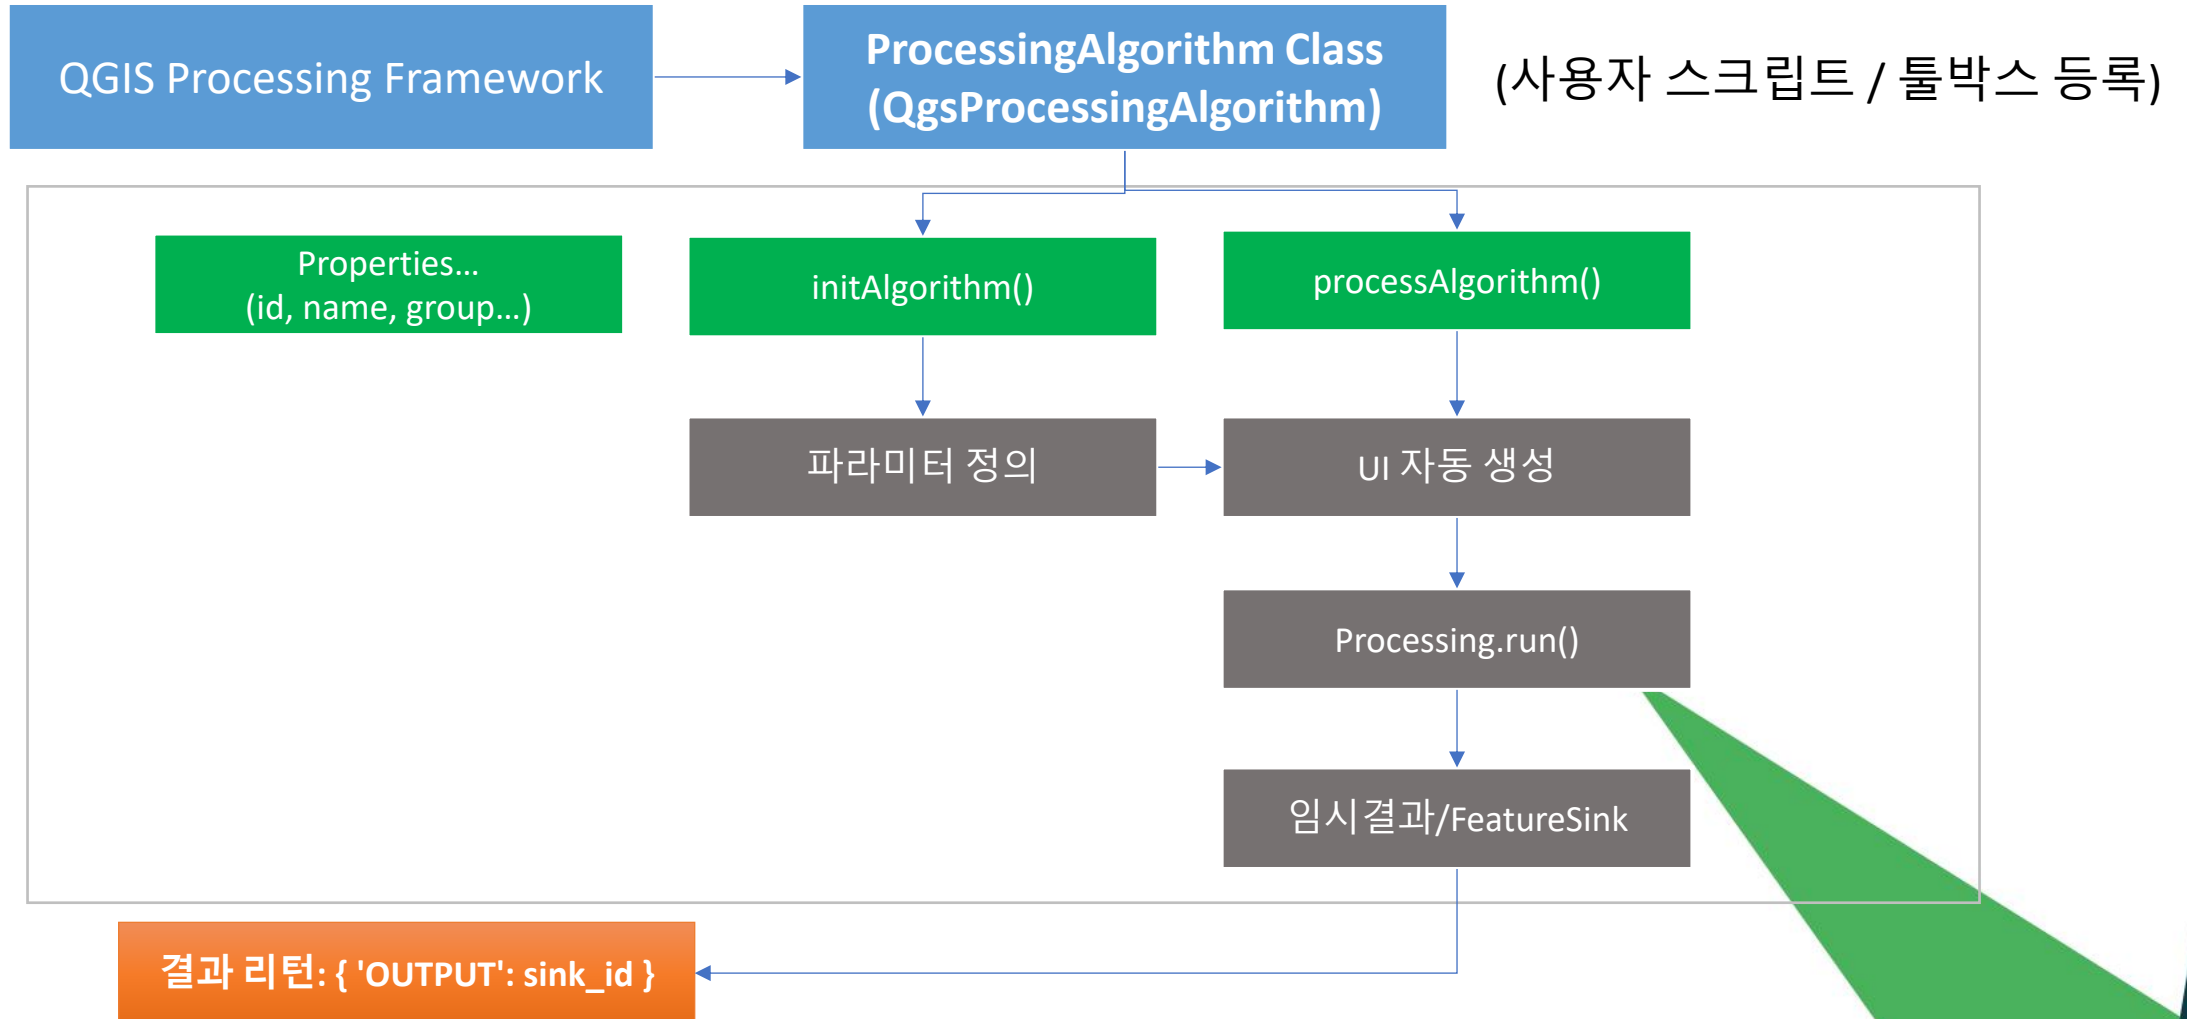 QGIS Processing Framework
ProcessingAlgorithm Class
(QgsProcessingAlgorithm)
(사용자 스크립트 / 툴박스 등록)
Properties…
(id, name, group…)
initAlgorithm()
processAlgorithm()
파라미터 정의
UI 자동 생성
Processing.run()
임시결과/FeatureSink
결과 리턴: { 'OUTPUT': sink_id }